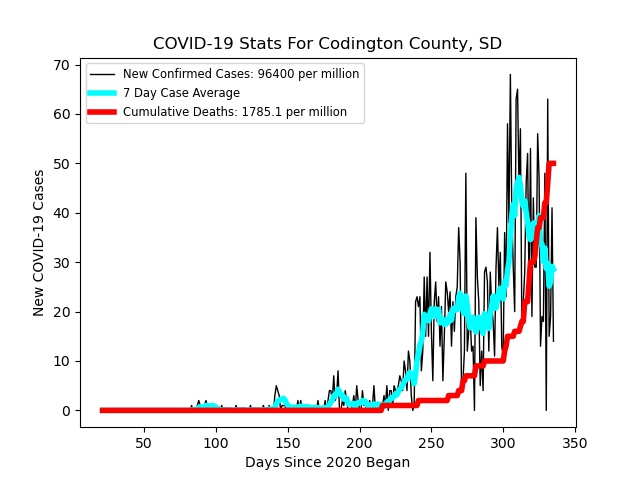 COVID-19 Stats For Codington County, SD
New Confirmed Cases: 96400 per million
7 Day Case Average
Cumulative Deaths: 1785.1 per million
New COVID-19 Cases
70
60
50
40
30
20
10
0
50 100 150 200 250 300 350
Days Since 2020 Began